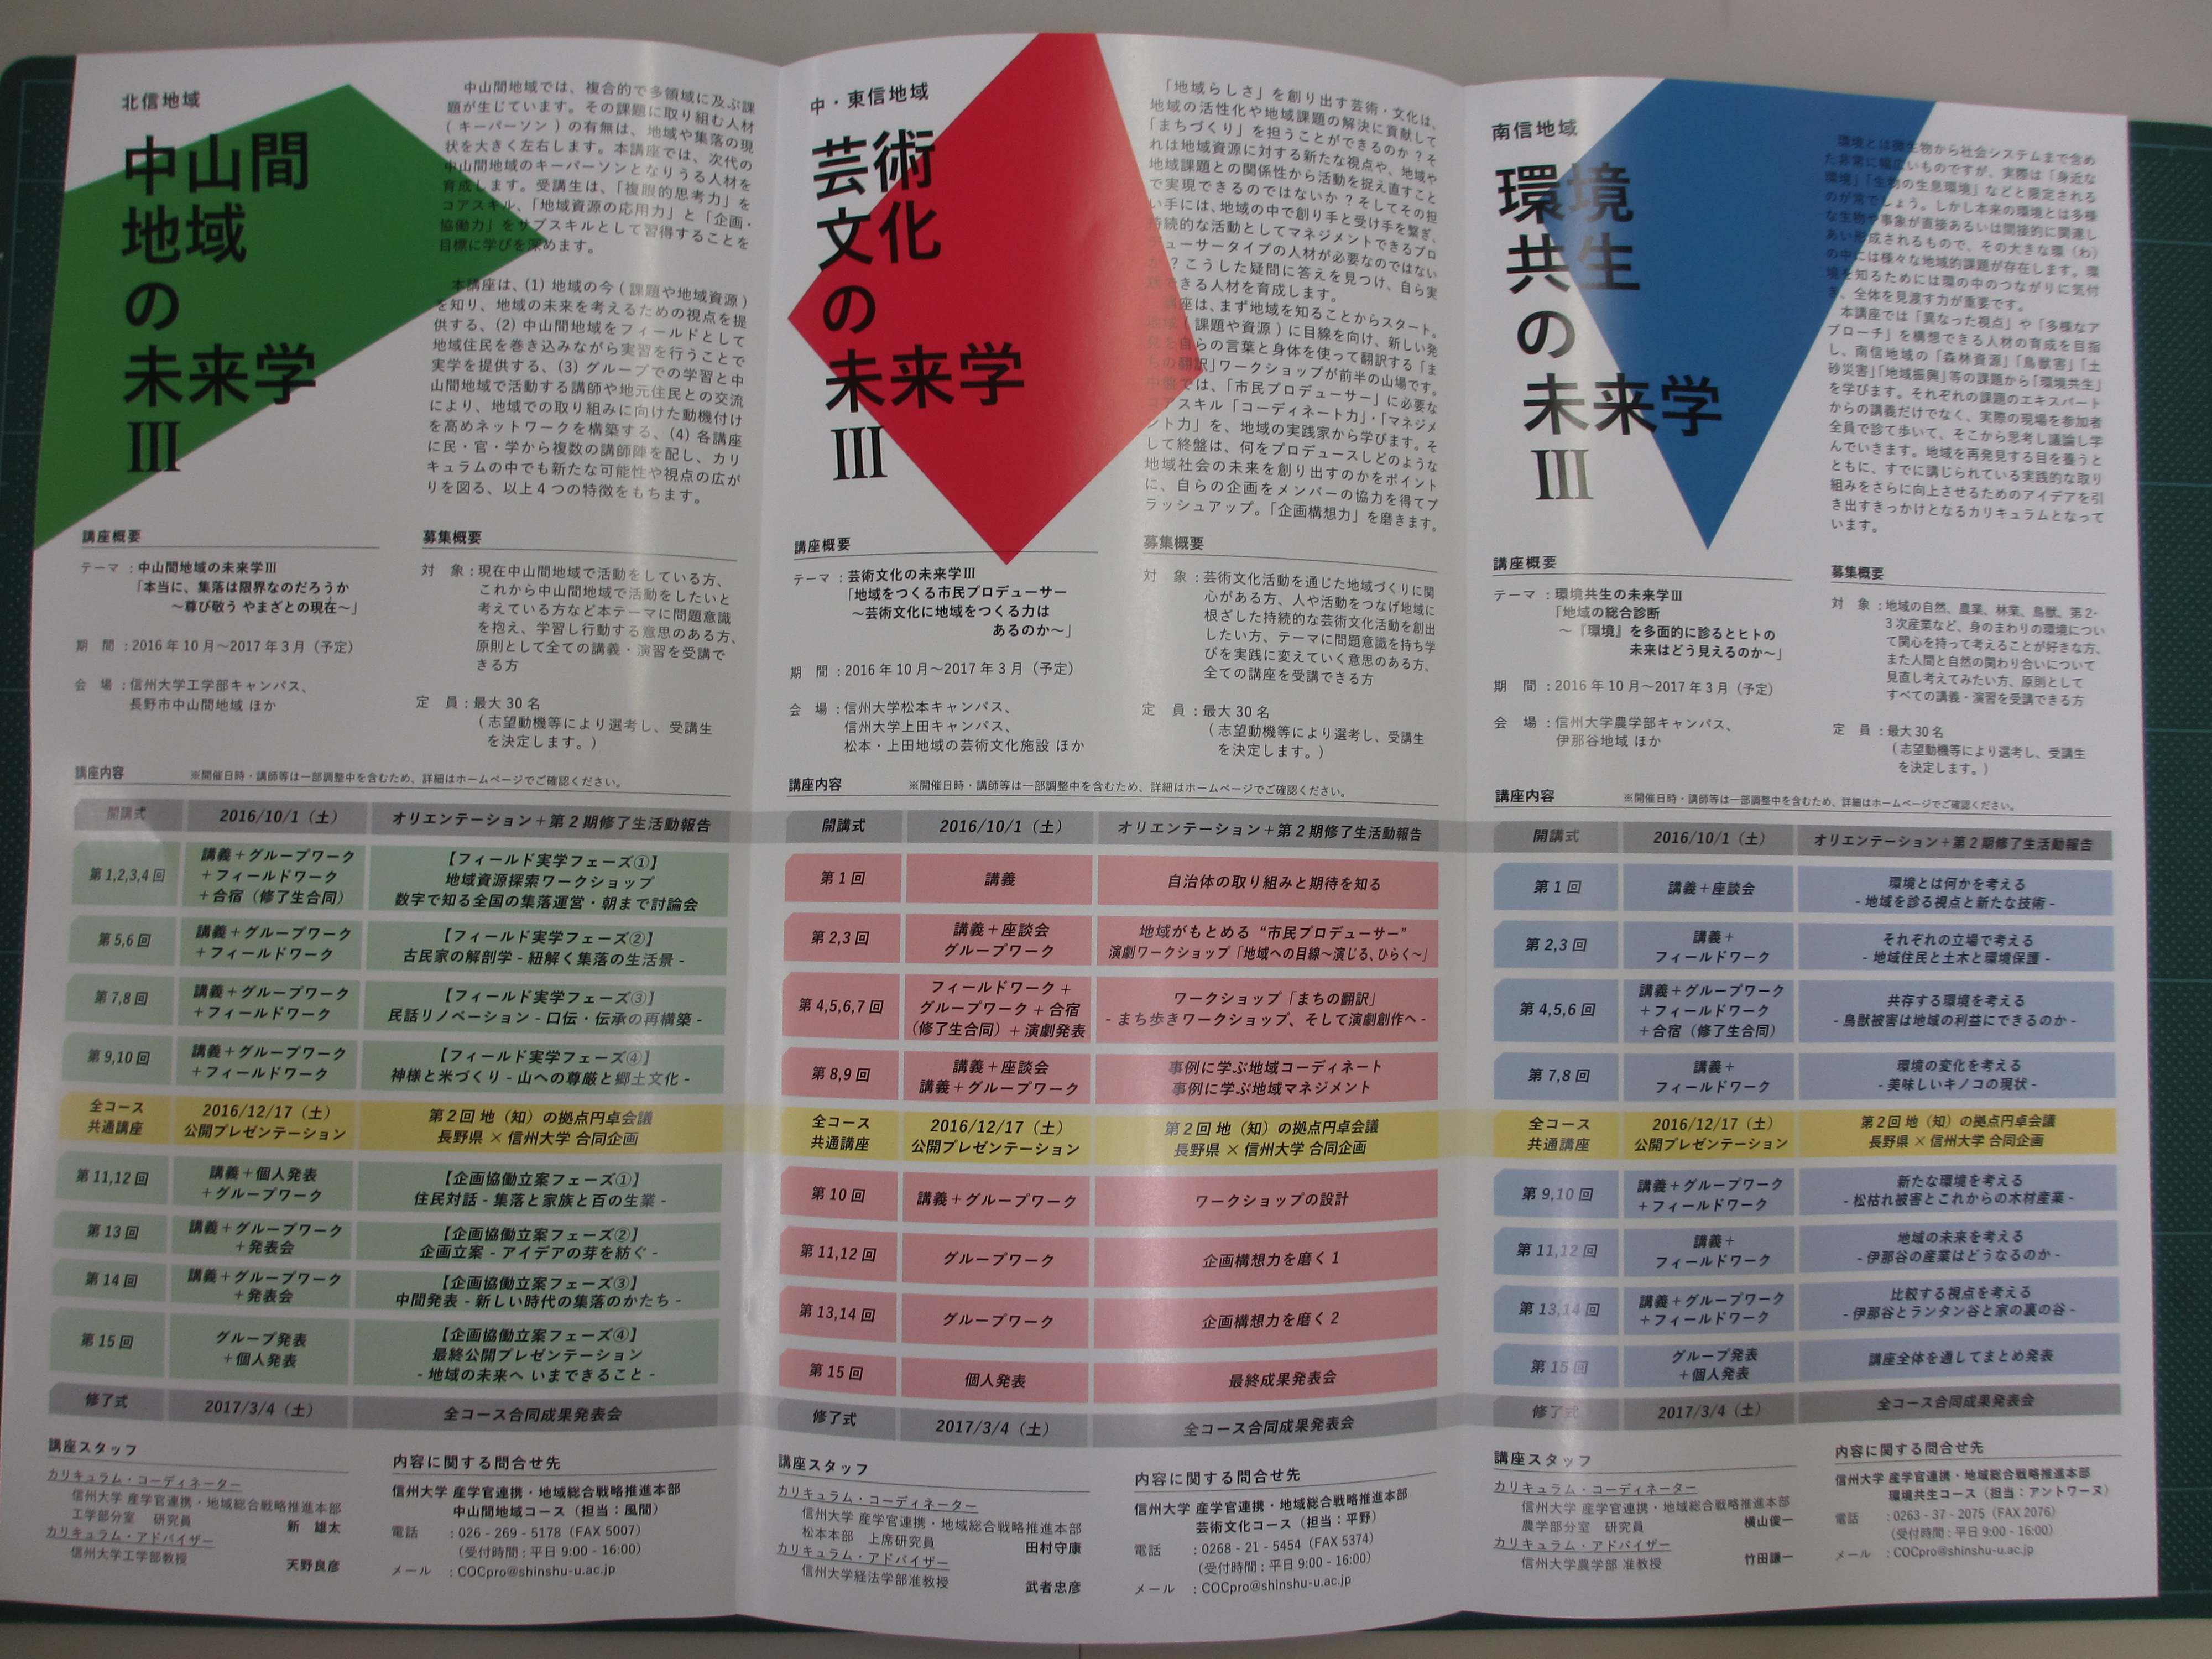 北信地域
中山間
地域
の
未来学
Ⅲ
中山間地域では、複合的で多領域に及ぶ課
題が生じています。その課題に取り組む人材
(キーパーソン)の有無は、地域や集落の現
状を大きく左右します。本講座では、次代の
中山間地域のキーパーソンとなりうる人材を
育成します。受講生は、「複眼的思考力」を
コアスキル、「地域資源の応用力」と「企画・
協働力」をサブスキルとして習得することを
目標に学びを深めます。
本講座は、(1) 地域の今(課題や地域資源)
を知り、地域の未来を考えるための視点を提
供する、(2) 中山間地域をフィールドとして
地域住民を巻き込みながら実習を行うことで
実学を提供する、(3) グループでの学習と中
山間地域で活動する講師や地元住民との交流
により、地域での取り組みに向けた動機付け
を高めネットワークを構築する、(4) 各講座
に民・官・学から複数の講師陣を配し、カリ
キュラムの中でも新たな可能性や視点の広が
りを図る、以上4つの特徴をもちます。
講座概要
テーマ:中山間地域の未来学Ⅲ
「本当に、集落は限界なのだろうか
~尊び敬う やまざとの現在~」
期 間:2016年10月~2017年3月(予定)
会 場:信州大学工学部キャンパス、
長野市中山間地域 ほか
募集概要
対 象:現在中山間地域で活動をしている方、
これから中山間地域で活動をしたいと
考えている方など本テーマに問題意識
を抱え、学習し行動する意思のある方、
原則として全ての講義・演習を受講で
きる方
定 員:最大30名
(志望動機等により選考し、受講生
を決定します。)
講座内容 ※開催日時・講師等は一部調整中を含むため、詳細はホームページでご確認ください。
開講式 2016/10/1(土) オリエンテーション+第2期修了生活動報告
第1,2,3,4回 講義+グループワーク
+フィールドワーク
+合宿(修了生合同) 【フィールド実学フェーズ①】
地域資源探索ワークショップ
数字で知る全国の集落運営・朝まで討論会
第5,6回 講義+グループワーク
+フィールドワーク 【フィールド実学フェーズ②】
古民家の解剖学 - 紐解く集落の生活景 -
第7,8回 講義+グループワーク
+フィールドワーク 【フィールド実学フェーズ③】
民話リノベーション - 口伝・伝承の再構築 -
第9,10回 講義+グループワーク
+フィールドワーク 【フィールド実学フェーズ④】
神様と米づくり - 山への尊厳と郷土文化 -
全コース
共通講座 2016/12/17(土)
公開プレゼンテーション 第2回 地(知)の拠点円卓会議
長野県×信州大学 合同企画
第11,12回 講義+個人発表
+グループワーク 【企画協働立案フェーズ①】
住民対話 - 集落と家族と百の生業 -
第13回 講義+グループワーク
+発表会 【企画協働立案フェーズ②】
企画立案 - アイデアの芽を紡ぐ -
第14回 講義+グループワーク
+発表会 【企画協働立案フェーズ③】
中間発表 - 新しい時代の集落のかたち -
第15回 グループ発表
+個人発表 【企画協働立案フェーズ④】
最終公開プレゼンテーション
- 地域の未来へ いまできること -
修了式 2017/3/4(土) 全コース合同成果発表会
講座スタッフ
カリキュラム・コーディネーター
信州大学 産学官連携・地域総合戦略推進本部
工学部分室 研究員 新 雄太
カリキュラム・アドバイザー
信州大学工学部教授 天野良彦
内容に関する問合せ先
信州大学 産学官連携・地域総合戦略推進本部
中山間地域コース(担当:風間)
電話 :026 - 269 - 5178(FAX 5007)
(受付時間:平日 9:00 - 16:00)
メール :COCpro@shinshu-u.ac.jp
中・東信地域
芸術
文化
の
未来学
Ⅲ
「地域らしさ」を創り出す芸術・文化は、
地域の活性化や地域課題の解決に貢献して
「まちづくり」を担うことができるのか?そ
れは地域資源に対する新たな視点や、地域や
地域課題との関係性から活動を捉え直すこと
で実現できるのではないか?そしてその担
い手には、地域の中で創り手と受け手を繋ぎ、
持続的な活動としてマネジメントできるプロ
デューサータイプの人材が必要なのではない
か?こうした疑問に答えを見つけ、自ら実
践できる人材を育成します。
講座は、まず地域を知ることからスタート。
地域(課題や資源)に目線を向け、新しい発
見を自らの言葉と身体を使って翻訳する「ま
ちの翻訳」ワークショップが前半の山場です。
中盤では、「市民プロデューサー」に必要な
コアスキル「コーディネート力」・「マネジメ
ント力」を、地域の実践家から学びます。そ
して終盤は、何をプロデュースしどのような
地域社会の未来を創り出すのかをポイント
に、自らの企画をメンバーの協力を得てブ
ラッシュアップ。「企画構想力」を磨きます。
講座概要
テーマ:芸術文化の未来学Ⅲ
「地域をつくる市民プロデューサー
~芸術文化に地域をつくる力は
あるのか~」
期 間:2016年10月~2017年3月(予定)
会 場:信州大学松本キャンパス、
信州大学上田キャンパス、
松本・上田地域の芸術文化施設 ほか
募集概要
対 象:芸術文化活動を通じた地域づくりに関
心がある方、人や活動をつなげ地域に
根ざした持続的な芸術文化活動を創出
したい方、テーマに問題意識を持ち学
びを実践に変えていく意思のある方、
全ての講座を受講できる方
定 員:最大30名
(志望動機等により選考し、受講生
を決定します。)
講座内容 ※開催日時・講師等は一部調整中を含むため、詳細はホームページでご確認ください。
開講式 2016/10/1(土) オリエンテーション+第2期修了生活動報告
第1回 講義 自治体の取り組みと期待を知る
第2,3回 講義+座談会
グループワーク 地域がもとめる “市民プロデューサー”
演劇ワークショップ「地域への目線~演じる、ひらく~」
第4,5,6,7回 フィールドワーク+
グループワーク+合宿
(修了生合同)+演劇発表 ワークショップ「まちの翻訳」
- まち歩きワークショップ、そして演劇創作へ -
第8,9回 講義+座談会
講義+グループワーク 事例に学ぶ地域コーディネート
事例に学ぶ地域マネジメント
全コース
共通講座 2016/12/17(土)
公開プレゼンテーション 第2回 地(知)の拠点円卓会議
長野県×信州大学 合同企画
第10回 講義+グループワーク ワークショップの設計
第11,12回 グループワーク 企画構想力を磨く1
第13,14回 グループワーク 企画構想力を磨く2
第15回 個人発表 最終成果発表会
修了式 2017/3/4(土) 全コース合同成果発表会
講座スタッフ
カリキュラム・コーディネーター
信州大学 産学官連携・地域総合戦略推進本部
松本本部 上席研究員 田村守康
カリキュラム・アドバイザー
信州大学経法学部准教授 武者忠彦
内容に関する問合せ先
信州大学 産学官連携・地域総合戦略推進本部
芸術文化コース(担当:平野)
電話 :0268 - 21 - 5454(FAX 5374)
(受付時間:平日 9:00 - 16:00)
メール :COCpro@shinshu-u.ac.jp
南信地域
環境
共生
の
未来学
Ⅲ
環境とは微生物から社会システムまで含め
た非常に幅広いものですが、実際は「身近な
環境」「生物の生息環境」などと限定される
のが常でしょう。しかし本来の環境とは多様
な生物や事象が直接あるいは間接的に関連し
あい形成されるもので、その大きな環(わ)
の中には様々な地域的課題が存在します。環
境を知るためには環の中のつながりに気付
き、全体を見渡す力が重要です。
本講座では「異なった視点」や「多様なア
プローチ」を構想できる人材の育成を目指
し、南信地域の「森林資源」「鳥獣害」「土
砂災害」「地域振興」等の課題から「環境共生」
を学びます。それぞれの課題のエキスパート
からの講義だけでなく、実際の現場を参加者
全員で診て歩いて、そこから思考し議論し学
んでいきます。地域を再発見する目を養うと
ともに、すでに講じられている実践的な取り
組みをさらに向上させるためのアイデアを引
き出すきっかけとなるカリキュラムとなって
います。
講座概要
テーマ:環境共生の未来学Ⅲ
「地域の総合診断
~『環境』を多面的に診るとヒトの
未来はどう見えるのか~」
期 間:2016年10月~2017年3月(予定)
会 場:信州大学農学部キャンパス、
伊那谷地域 ほか
募集概要
対 象:地域の自然、農業、林業、鳥獣、第2-
3次産業など、身のまわりの環境につい
て関心を持って考えることが好きな方、
また人間と自然の関わり合いについて
見直し考えてみたい方、原則として
すべての講義・演習を受講できる方
定 員:最大30名
(志望動機等により選考し、受講生
を決定します。)
講座内容 ※開催日時・講師等は一部調整中を含むため、詳細はホームページでご確認ください。
開講式 2016/10/1(土) オリエンテーション+第2期修了生活動報告
第1回 講義+座談会 環境とは何かを考える
- 地域を診る視点と新たな技術 -
第2,3回 講義+
フィールドワーク それぞれの立場で考える
- 地域住民と土木と環境保護 -
第4,5,6回 講義+グループワーク
+フィールドワーク
+合宿(修了生合同) 共存する環境を考える
- 鳥獣被害は地域の利益にできるのか -
第7,8回 講義+
フィールドワーク 環境の変化を考える
- 美味しいキノコの現状 -
全コース
共通講座 2016/12/17(土)
公開プレゼンテーション 第2回 地(知)の拠点円卓会議
長野県×信州大学 合同企画
第9,10回 講義+グループワーク
+フィールドワーク 新たな環境を考える
- 松枯れ被害とこれからの木材産業 -
第11,12回 講義+
フィールドワーク 地域の未来を考える
- 伊那谷の産業はどうなるのか -
第13,14回 講義+グループワーク
+フィールドワーク 比較する視点を考える
- 伊那谷とランタン谷と家の裏の谷 -
第15回 グループ発表
+個人発表 講座全体を通してまとめ発表
修了式 2017/3/4(土) 全コース合同成果発表会
講座スタッフ
カリキュラム・コーディネーター
信州大学 産学官連携・地域総合戦略推進本部
農学部分室 研究員 横山俊一
カリキュラム・アドバイザー
信州大学農学部 准教授 竹田謙一
内容に関する問合せ先
信州大学 産学官連携・地域総合戦略推進本部
環境共生コース(担当:アントワーヌ)
電話 :0263 - 37 - 2075(FAX 2076)
(受付時間:平日 9:00 - 16:00)
メール :COCpro@shinshu-u.ac.jp